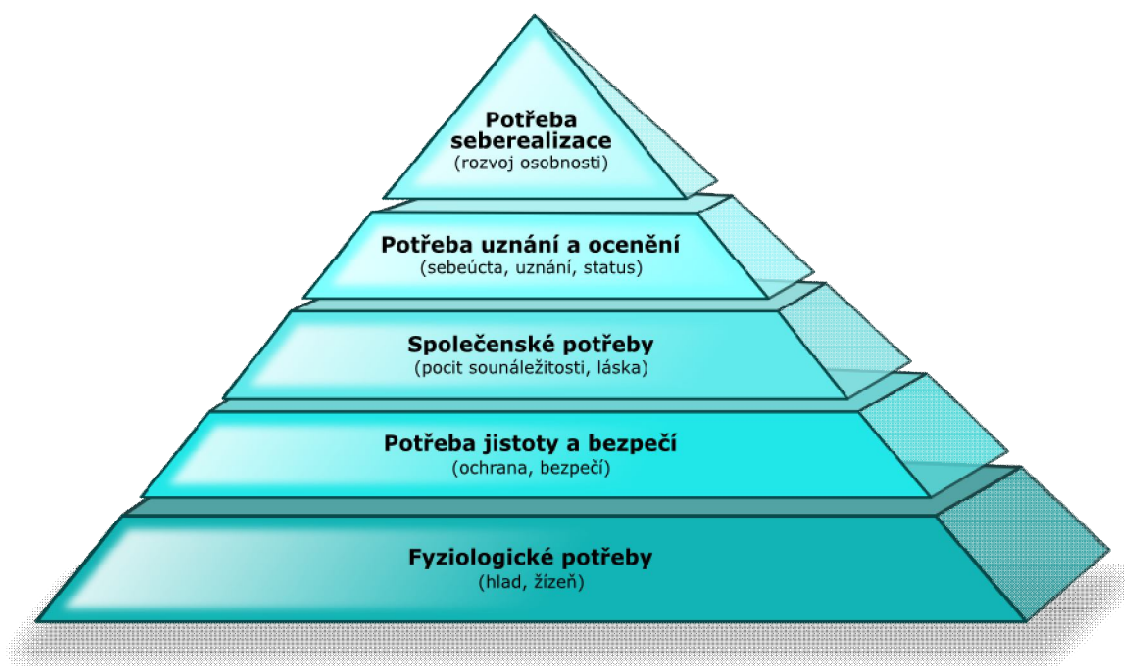 Potřeba
seberealizace
(rozvoj osobnosti)
Potřeba uznání a ocenění
(sebeúcta, uznání, status)
Společenské potřeby
(pocit sounáležitosti, láska)
Potřeba jistoty a bezpečí
(ochrana, bezpečí)
Fyziologické potřeby
(hlad, žízeň)